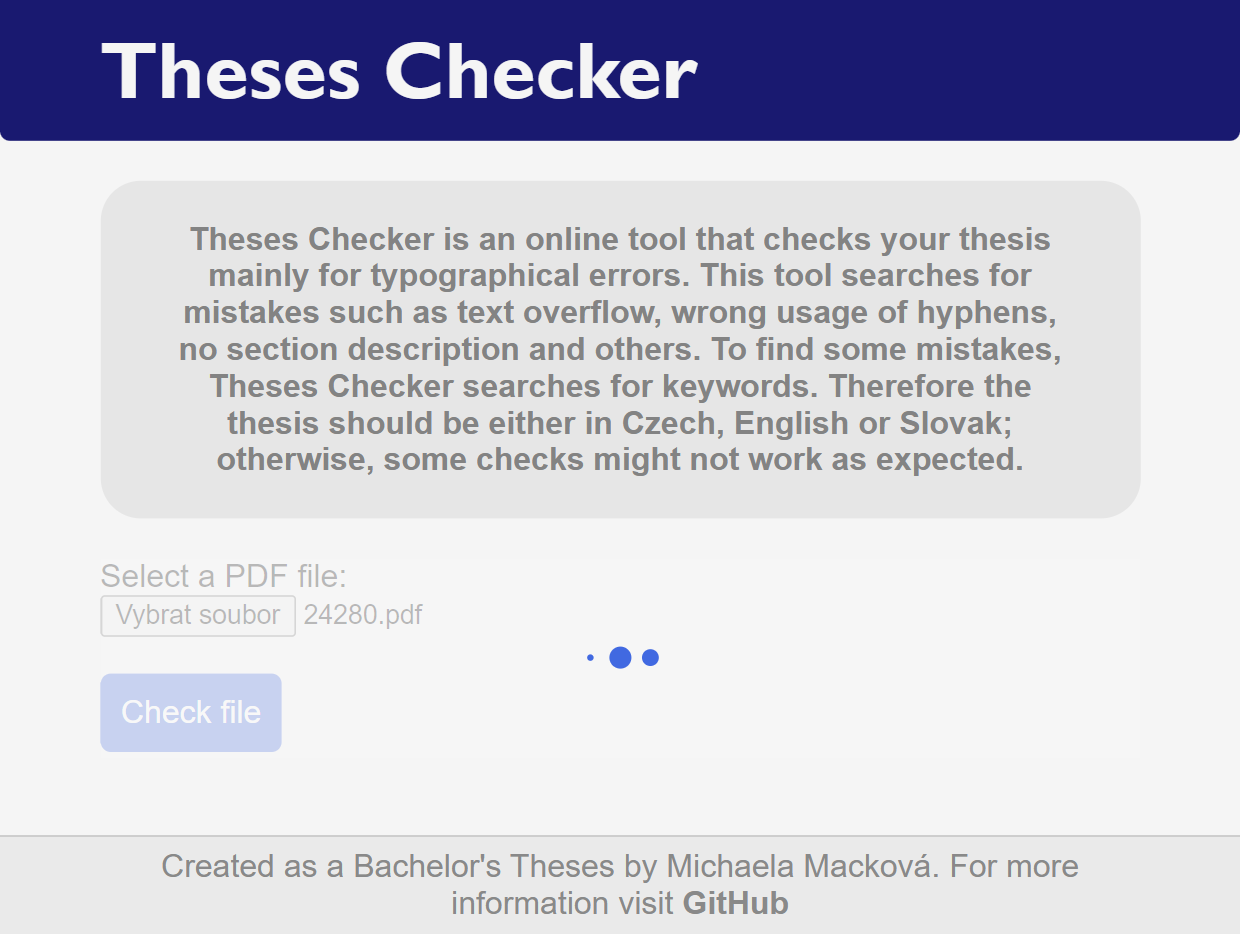 Theses Checker
Theses Checker is an online tool that checks your thesis
mainly for typographical errors. This tool searches for
mistakes such as text overflow, wrong usage of hyphens,
no section description and others. To find some mistakes,
Theses Checker searches for keywords. Therefore the
thesis should be either in Czech, English or Slovak;
otherwise, some checks might not work as expected.
Select a PDF file:
Vybrat soubor 24280.pdf
Check file
Created as a Bachelor's Theses by Michaela Macková. For more
information visit GitHub